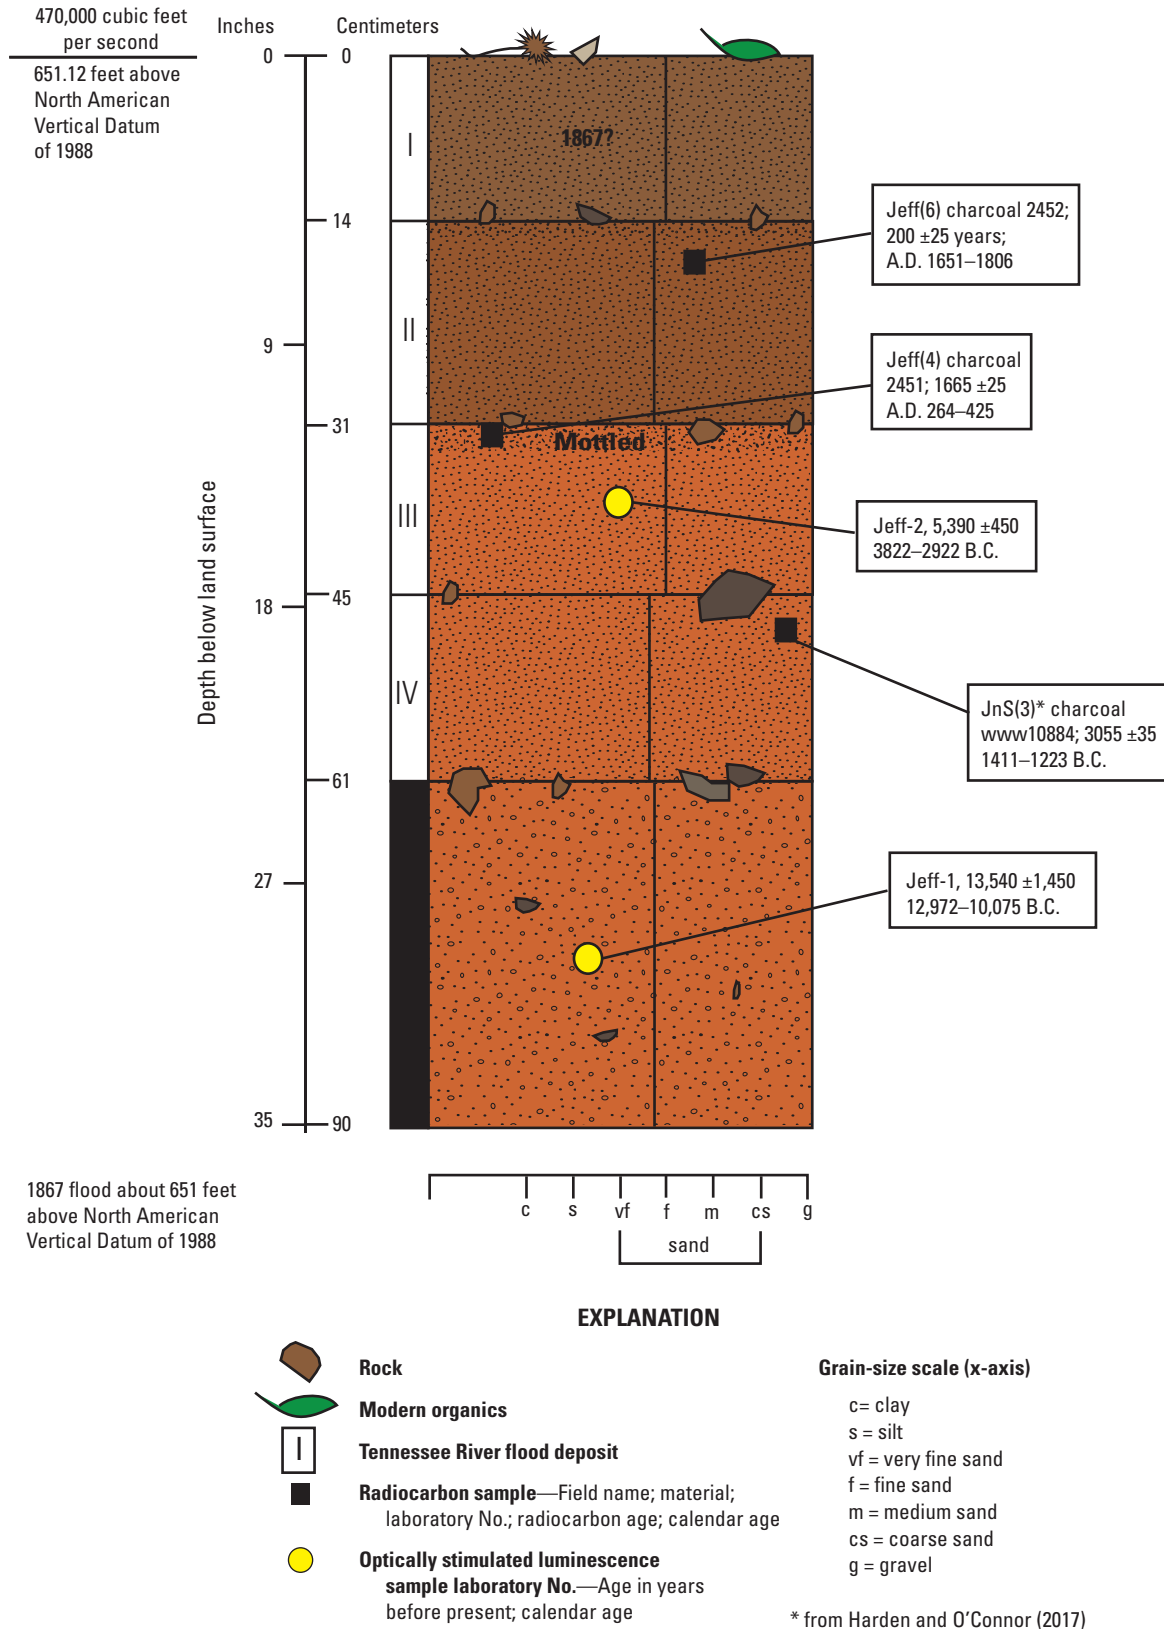 470,000 cubic feet
per second
651.12 feet above
North American
Vertical Datum
of 1988
Inches
Centimeters
0
0
I
1867?
14
Jeff(6) charcoal 2452;
200 ±25 years;
A.D. 1651–1806
II
9
Jeff(4) charcoal
2451; 1665 ±25
A.D. 264–425
31
Mottled
Depth below land surface
III
Jeff-2, 5,390 ±450
3822–2922 B.C.
18
45
IV
JnS(3)* charcoal
www10884; 3055 ±35
1411–1223 B.C.
61
27
Jeff-1, 13,540 ±1,450
12,972–10,075 B.C.
35
90
1867 flood about 651 feet
above North American
Vertical Datum of 1988
c s vf f m cs g
sand
EXPLANATION
Rock
Modern organics
I
Tennessee River flood deposit
Radiocarbon sample—Field name; material;
laboratory No.; radiocarbon age; calendar age
Optically stimulated luminescence
sample laboratory No.—Age in years
before present; calendar age
Grain-size scale (x-axis)
c= clay
s = silt
vf = very fine sand
f = fine sand
m = medium sand
cs = coarse sand
g = gravel
* from Harden and O’Connor (2017)